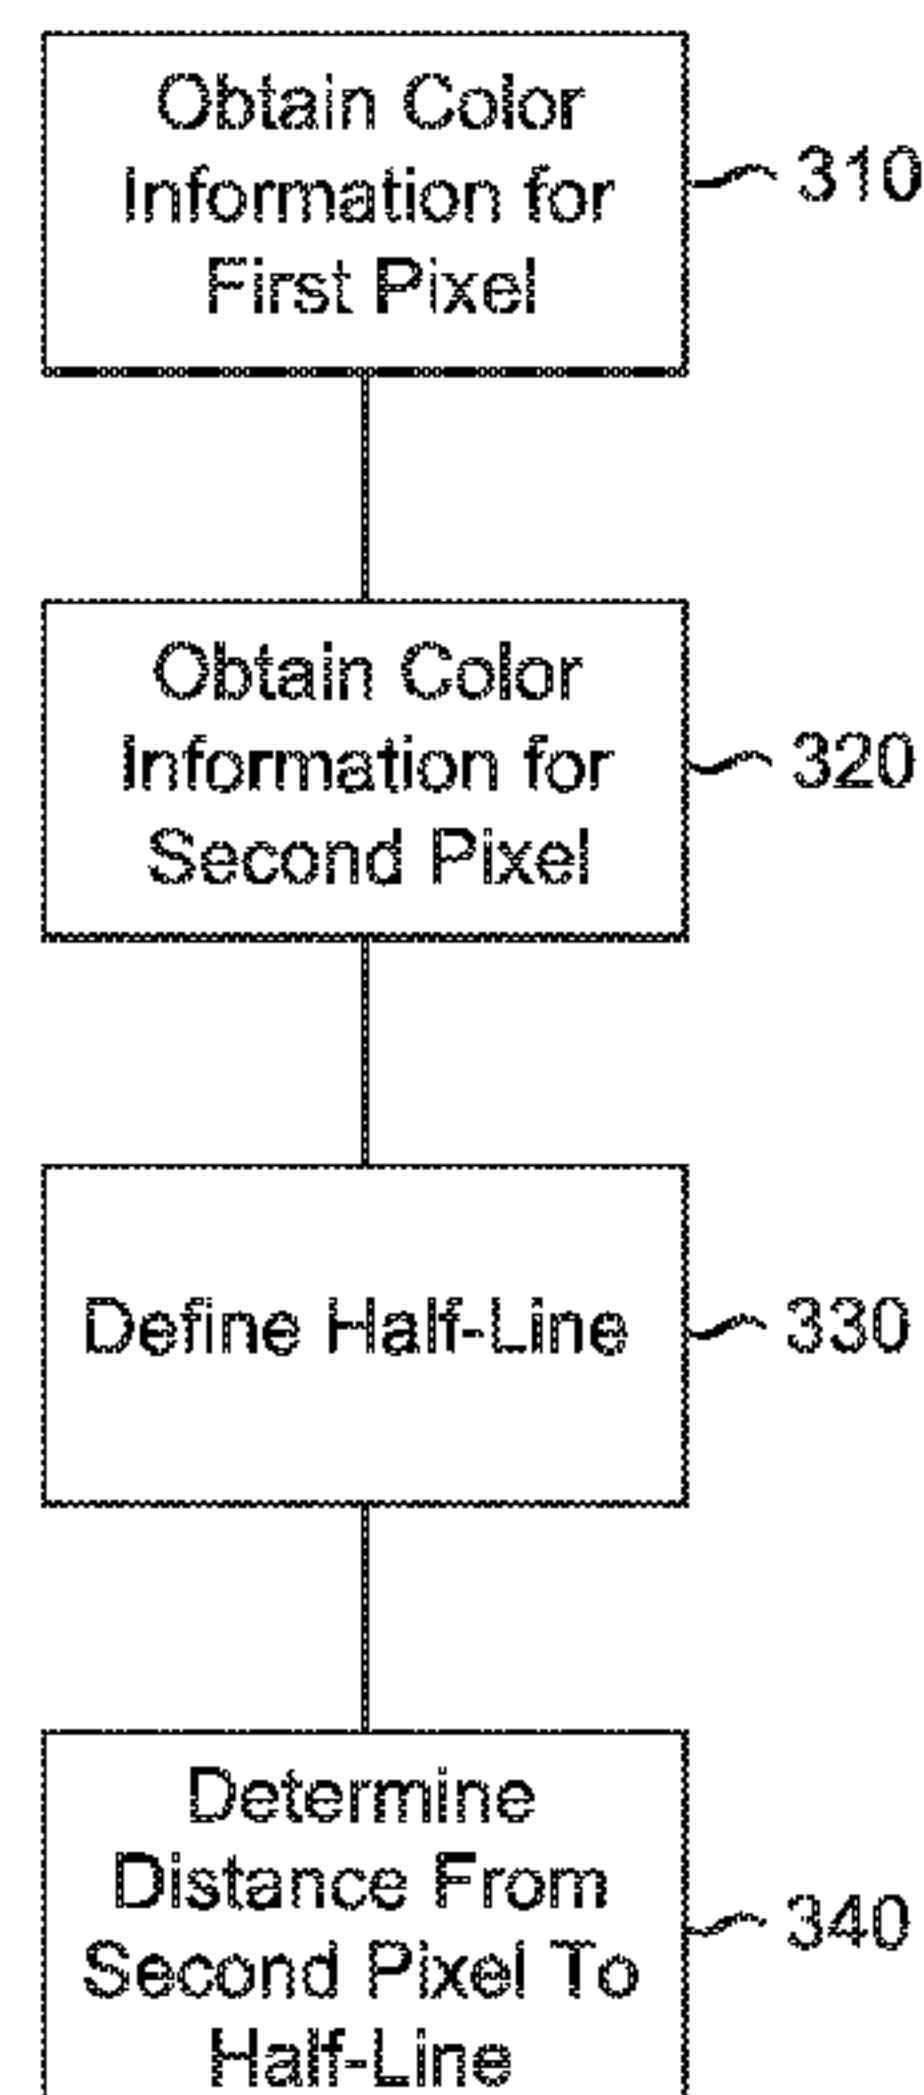 Obtain Color
Information for
First Pixel
310
Obtain Color
Information for
Second Pixel
320
Define Half-Line
330
Determine
Distance From
Second Pixel To
Half-Line
340